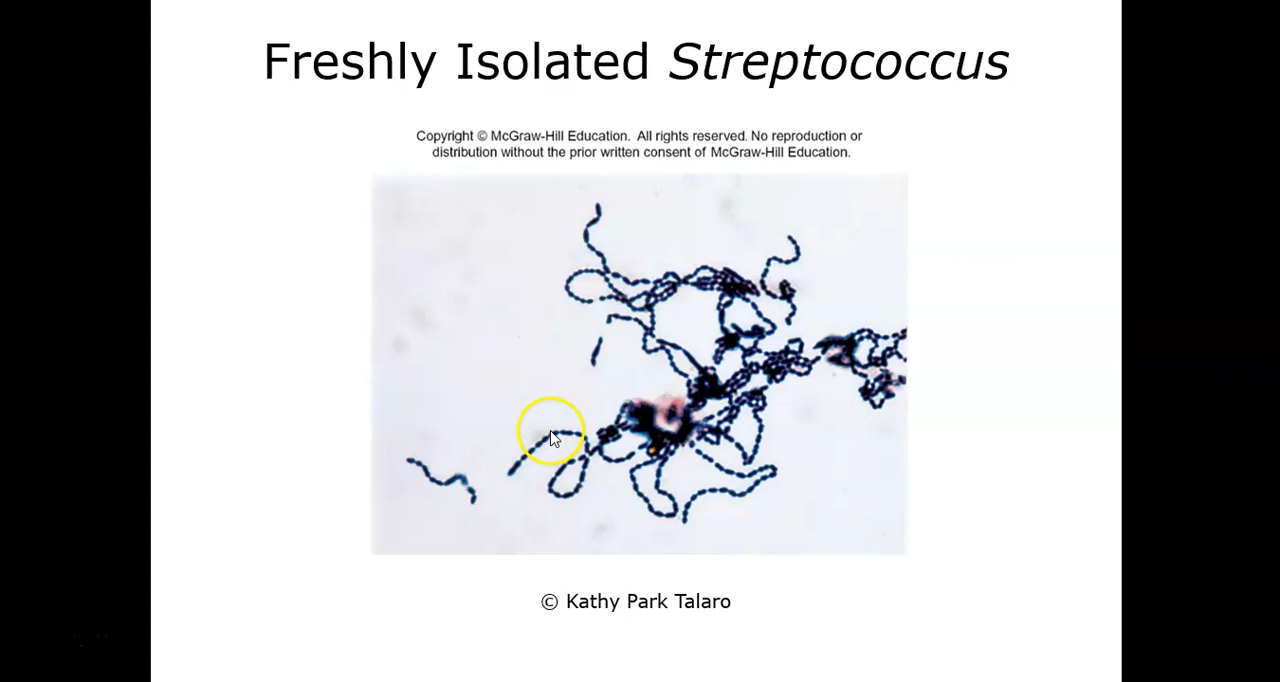 Freshly Isolated Streptococcus
Copyright © McGraw-Hill Education. All rights reserved. No reproduction or
distribution without the prior written consent of McGraw-Hill Education.
© Kathy Park Talaro